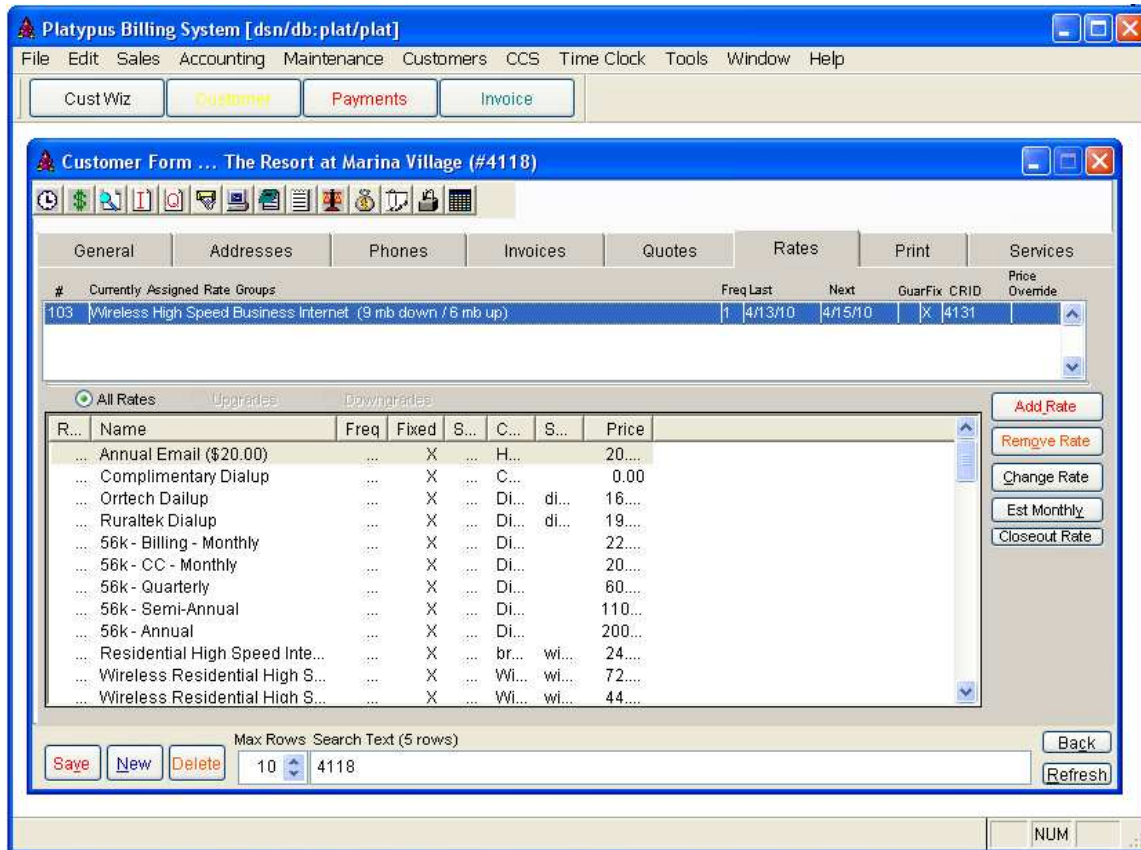 Platypus Billing System [dsn/db:plat/plat]
File Edit Sales Accounting Maintenance Customers CCS Time Clock Tools Window Help
Cust Wiz Customer Payments Invoice
Customer Form ... The Resort at Marina Village (#4118)
General Addresses Phones Invoices Quotes Rates Print Services
# Currently Assigned Rate Groups Freq Last Next Guar Fix CRID Price Override
103 Wireless High Speed Business Internet (9 mb down / 6 mb up) 1 4/13/10 4/15/10 X 4131
All Rates Upgrades Downgrades
Add Rate
R... Name Freq Fixed S... C... S... Price
Remove Rate
... Annual Email ($20.00) ... X ... H... 20....
... Complimentary Dialup ... X ... C... 0.00
Change Rate
... Orrtech Dailup ... X ... Di... di... 16....
... Ruraltek Dialup ... X ... Di... di... 19....
Est Monthly
... 56k - Billing - Monthly ... X ... Di... 22....
Closeout Rate
... 56k - CC - Monthly ... X ... Di... 20....
... 56k - Quarterly ... X ... Di... 60....
... 56k - Semi-Annual ... X ... Di... 110...
... 56k - Annual ... X ... Di... 200...
... Residential High Speed Inte... ... X ... br... wi... 24....
... Wireless Residential High S... ... X ... Wi... wi... 72....
... Wireless Residential High S... ... X ... Wi... wi... 44....
Max Rows Search Text (5 rows)
Save New Delete 10 4118
Back
Refresh
NUM